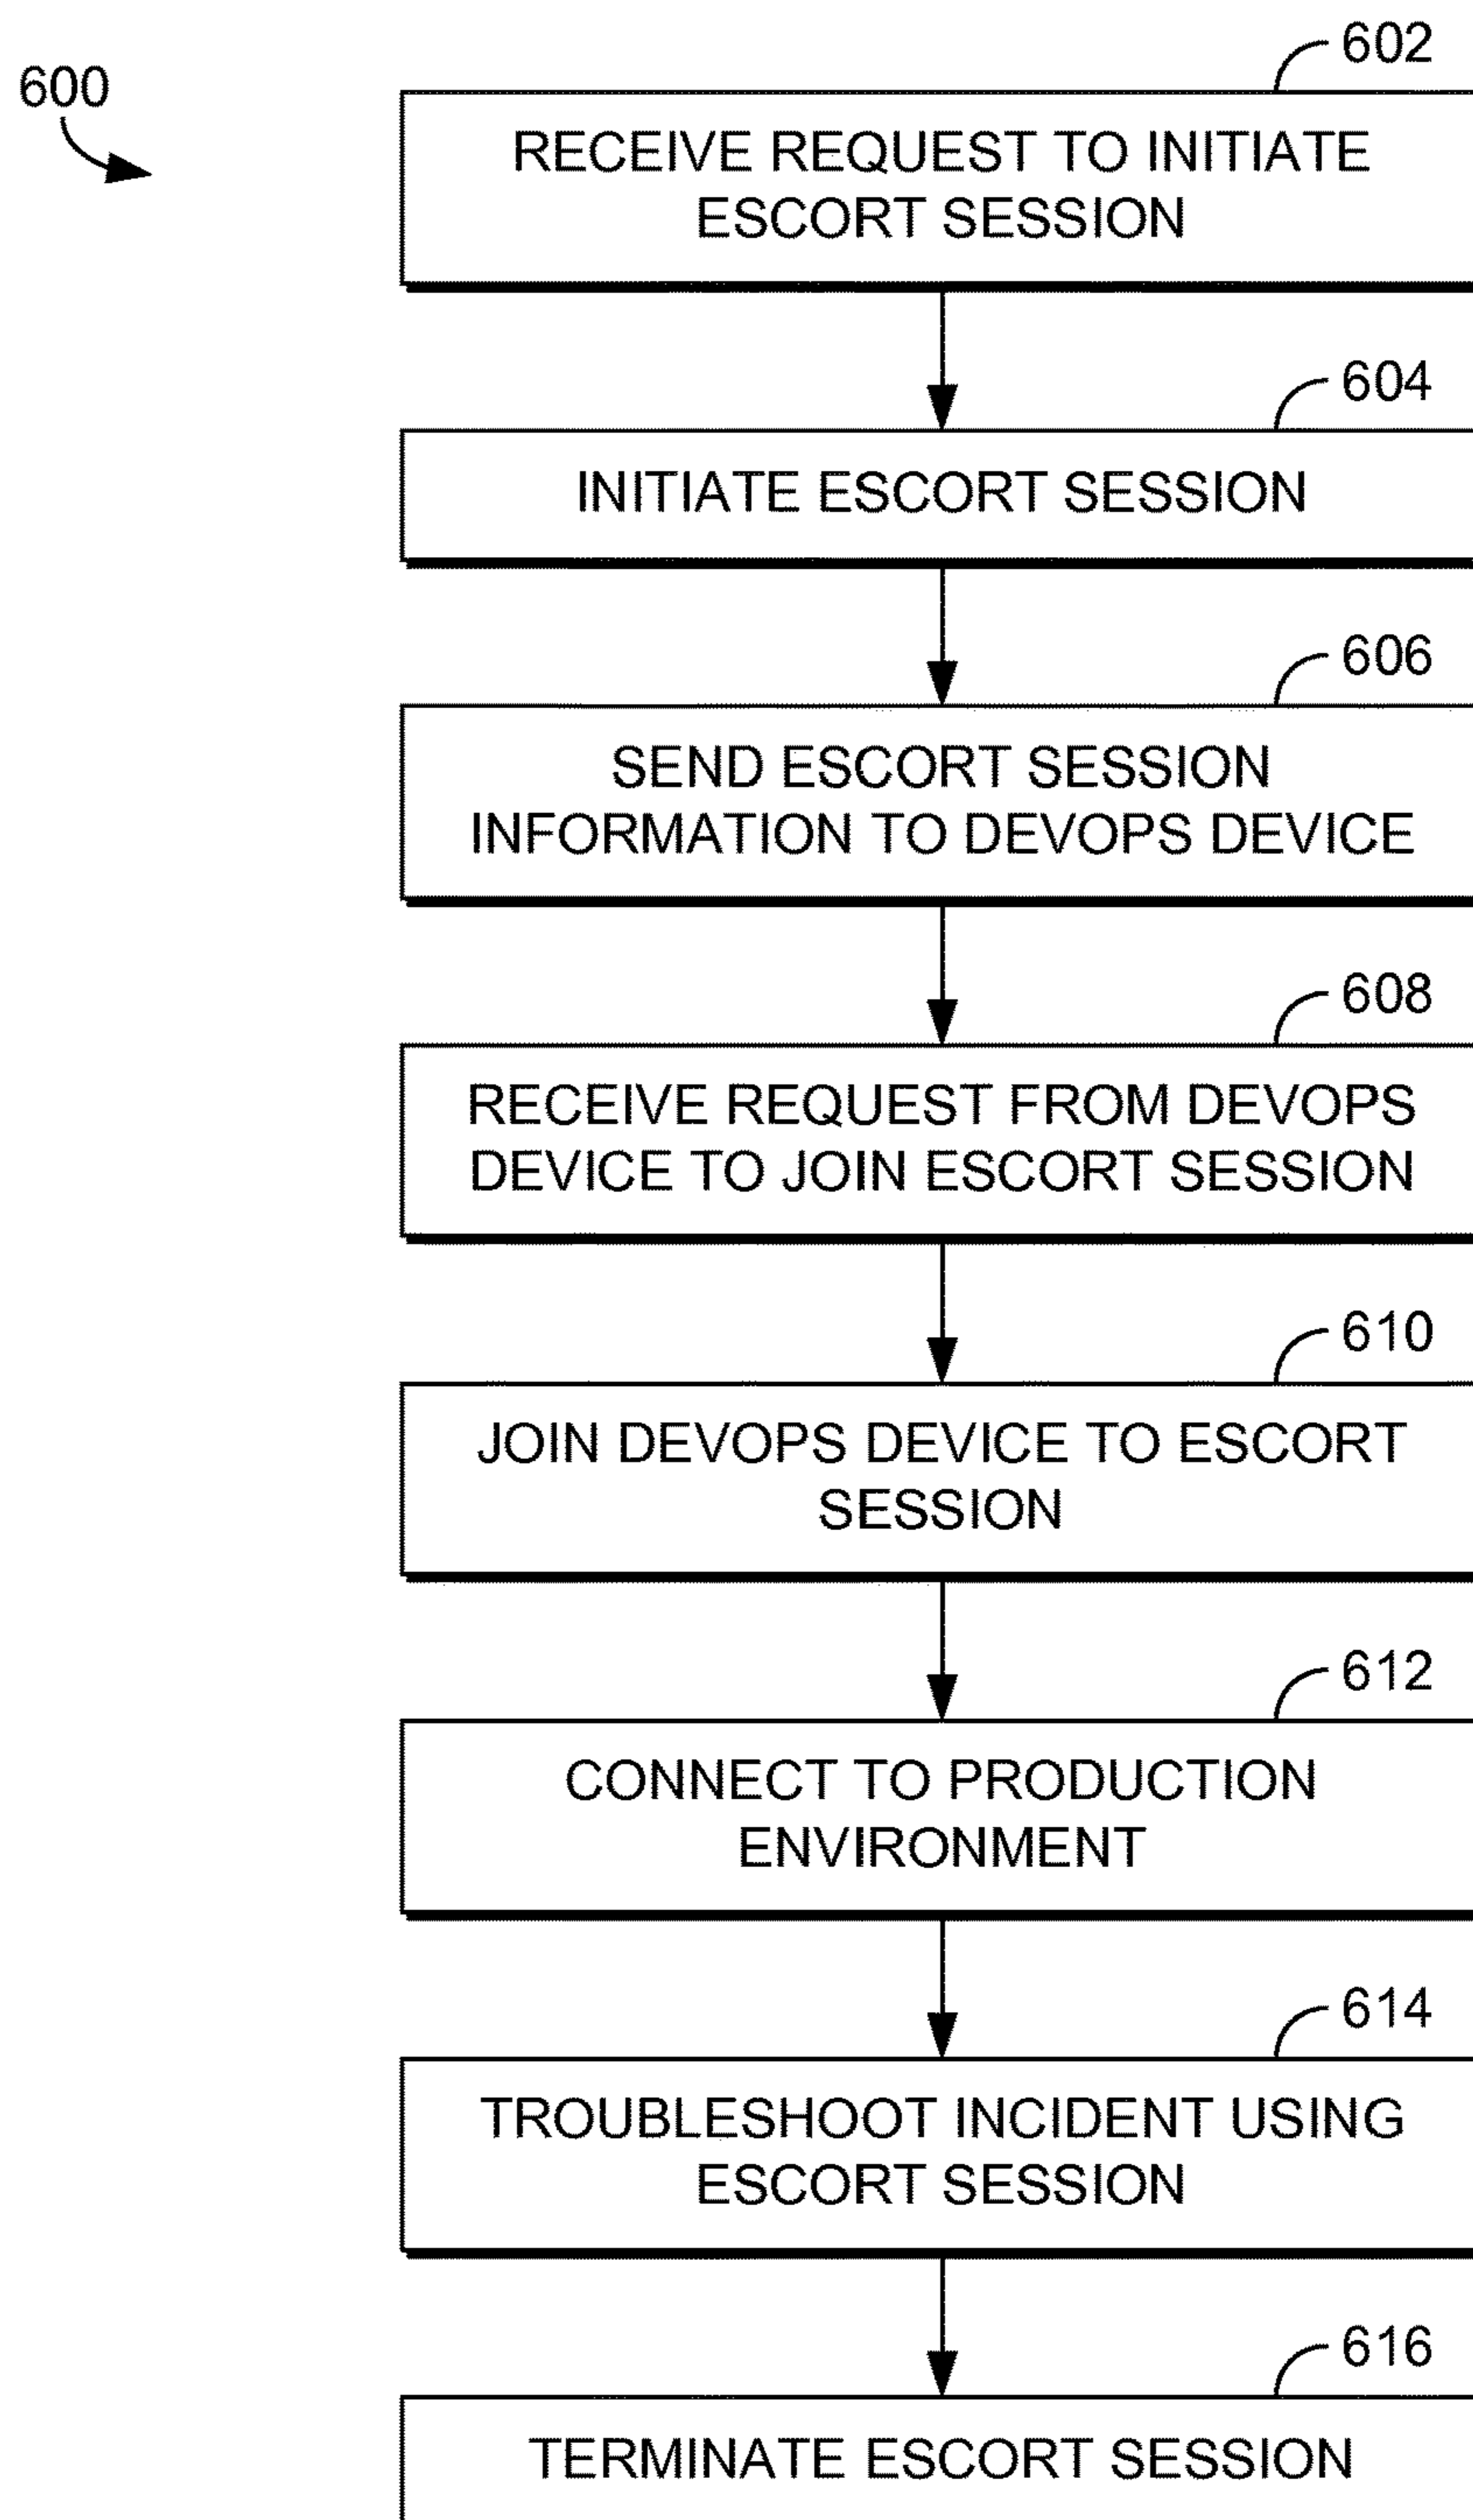 600
602
RECEIVE REQUEST TO INITIATE
ESCORT SESSION
604
INITIATE ESCORT SESSION
606
SEND ESCORT SESSION
INFORMATION TO DEVOPS DEVICE
608
RECEIVE REQUEST FROM DEVOPS
DEVICE TO JOIN ESCORT SESSION
610
JOIN DEVOPS DEVICE TO ESCORT
SESSION
612
CONNECT TO PRODUCTION
ENVIRONMENT
614
TROUBLESHOOT INCIDENT USING
ESCORT SESSION
616
TERMINATE ESCORT SESSION